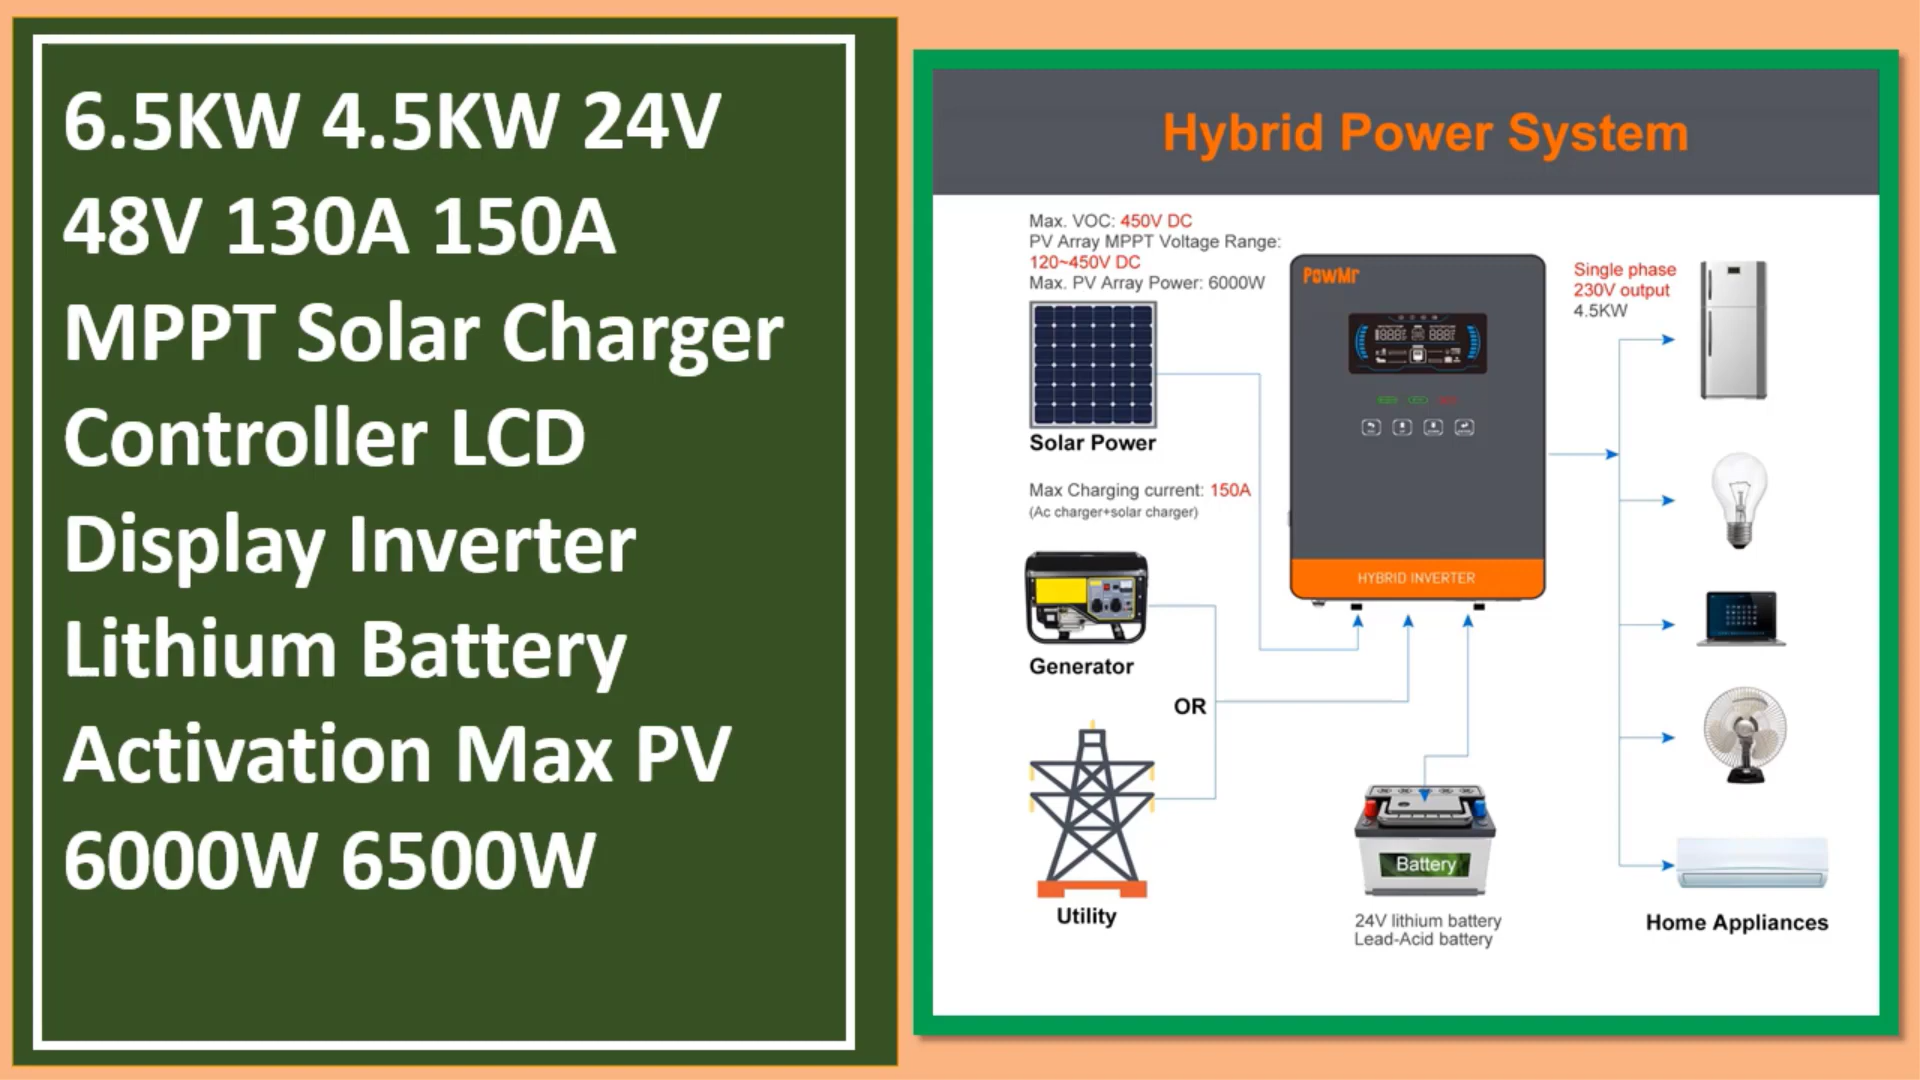 6.5KW 4.5KW 24V
48V 130A 150A
MPPT Solar Charger
Controller LCD
Display Inverter
Lithium Battery
Activation Max PV
6000W 6500W
Hybrid Power System
Max. VOC: 450V DC
PV Array MPPT Voltage Range:
120~450V DC
Max. PV Array Power: 6000W
Solar Power
Max Charging current: 150A
(Ac charger+solar charger)
Generator
OR
Utility
PowMr
HYBRID INVERTER
Battery
24V lithium battery
Lead-Acid battery
Single phase
230V output
4.5KW
Home Appliances